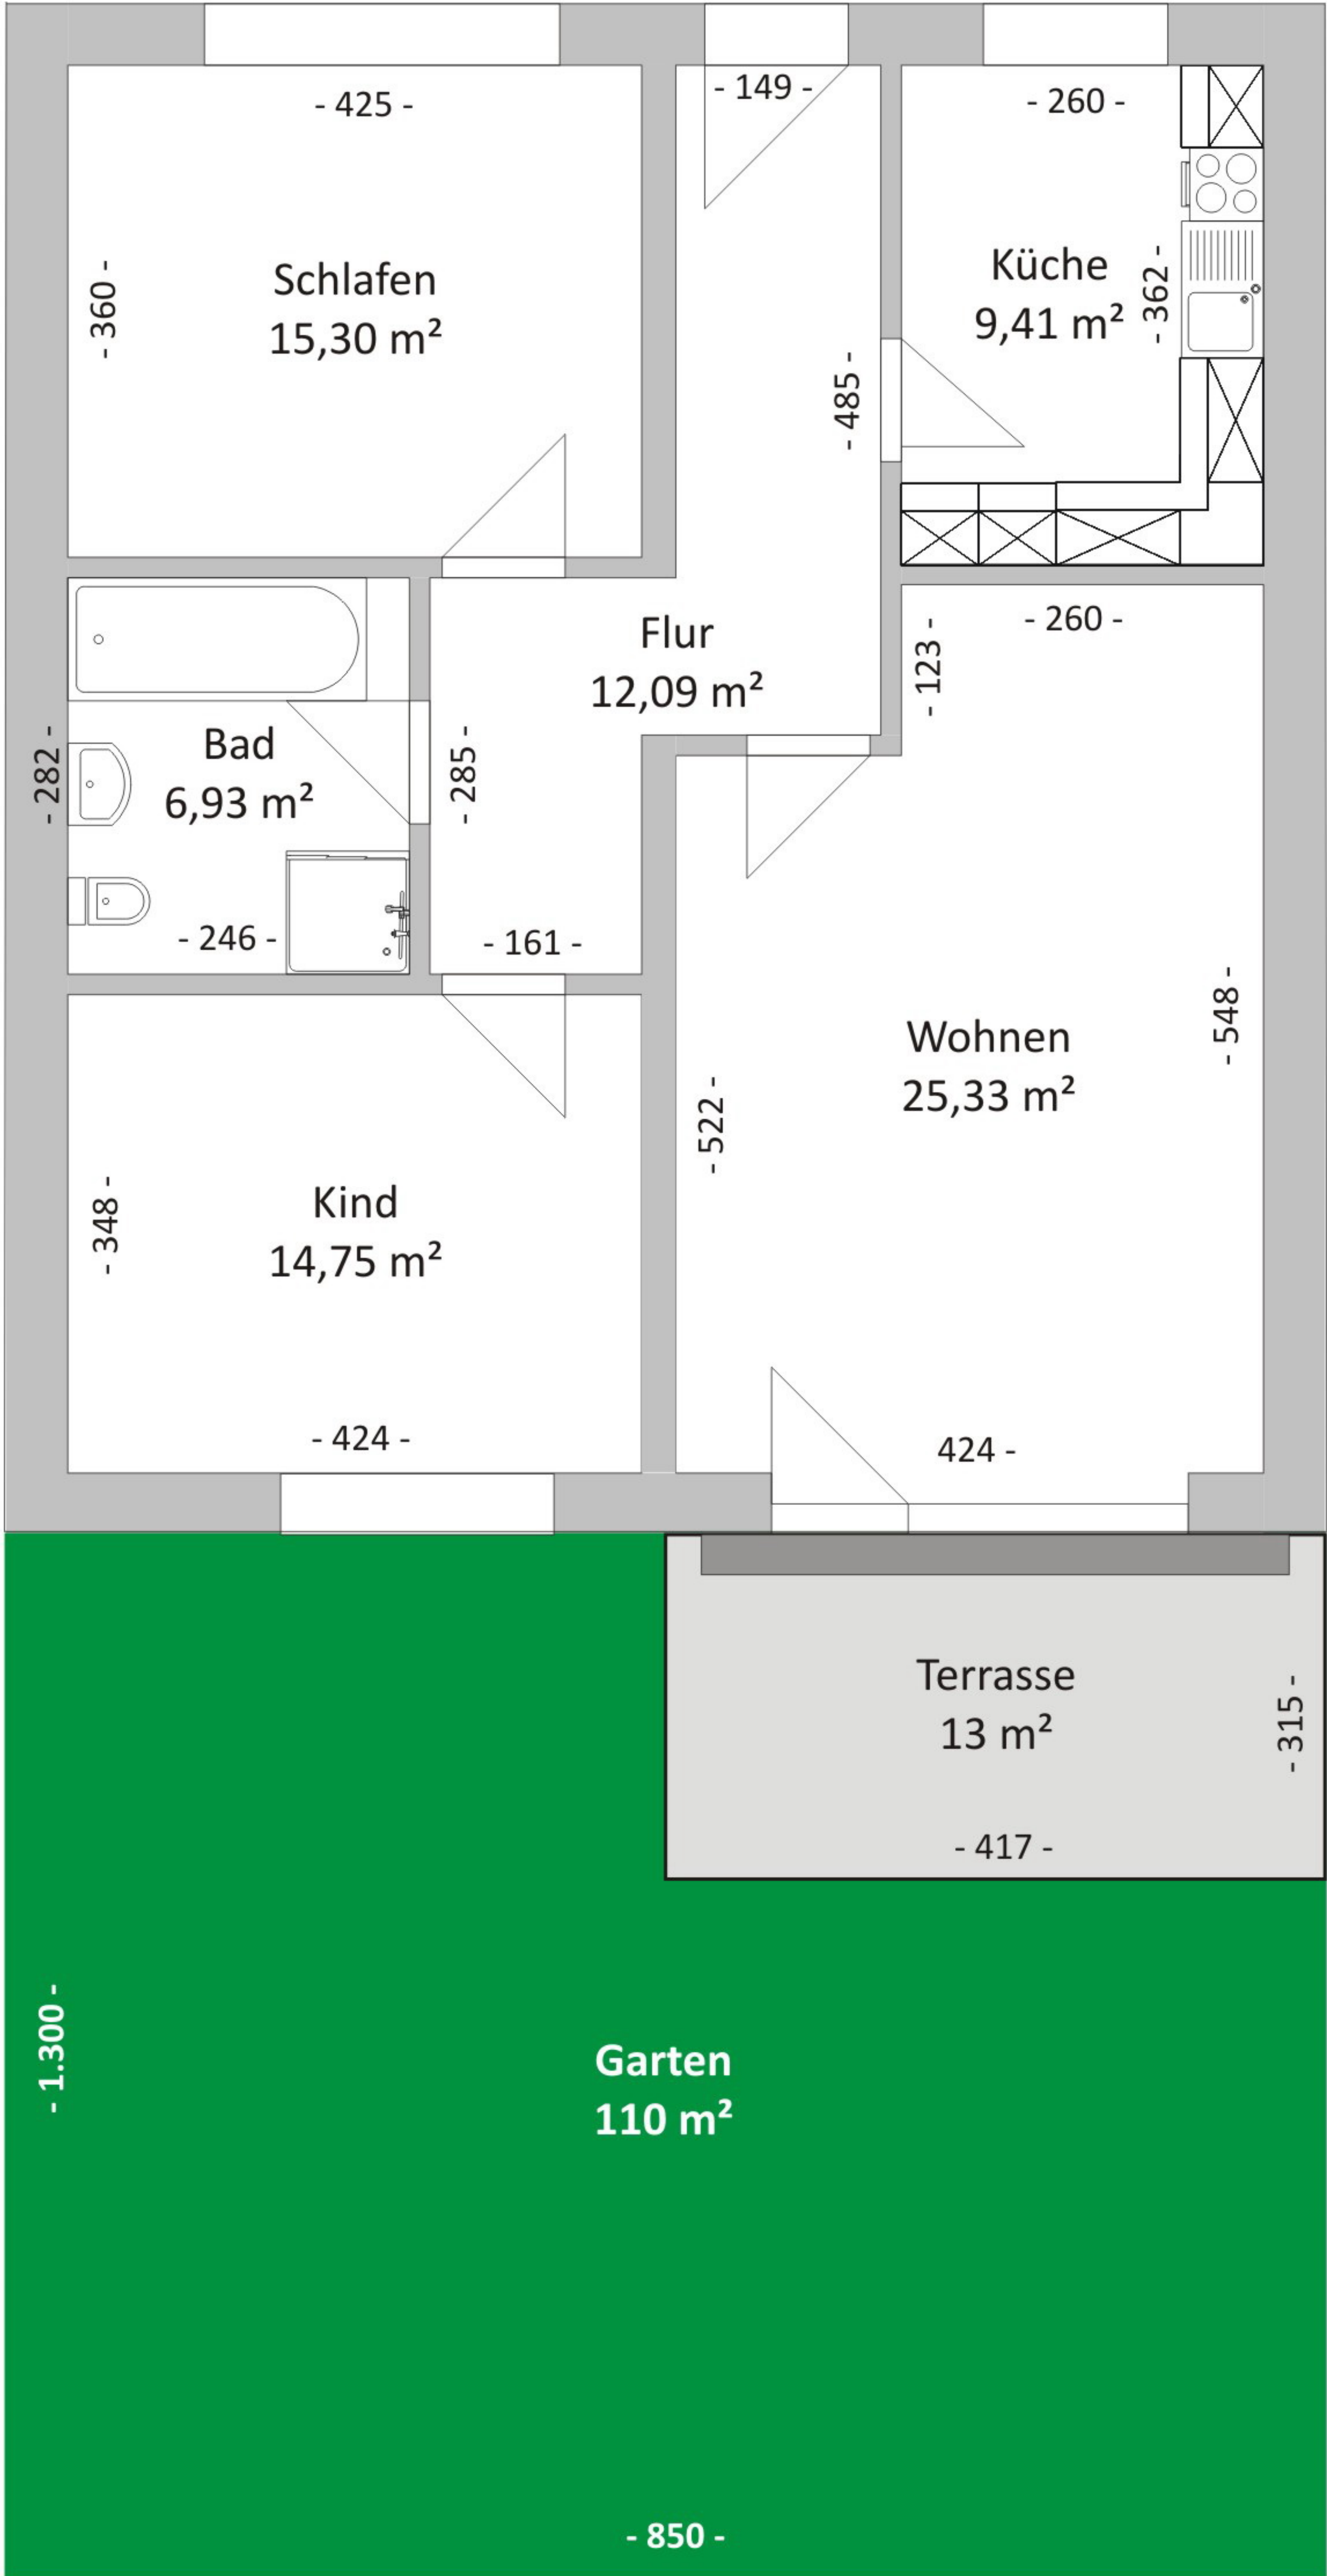 - 425 -
- 149 -
- 260 -
- 360 -
Schlafen
15,30 m²
Küche
9,41 m²
- 362 -
- 485 -
Flur
12,09 m²
- 260 -
- 123 -
- 282 -
Bad
6,93 m²
- 285 -
- 246 -
- 161 -
Wohnen
25,33 m²
- 548 -
- 522 -
- 348 -
Kind
14,75 m²
- 424 -
424 -
Terrasse
13 m²
- 315 -
- 417 -
- 1.300 -
Garten
110 m²
- 850 -